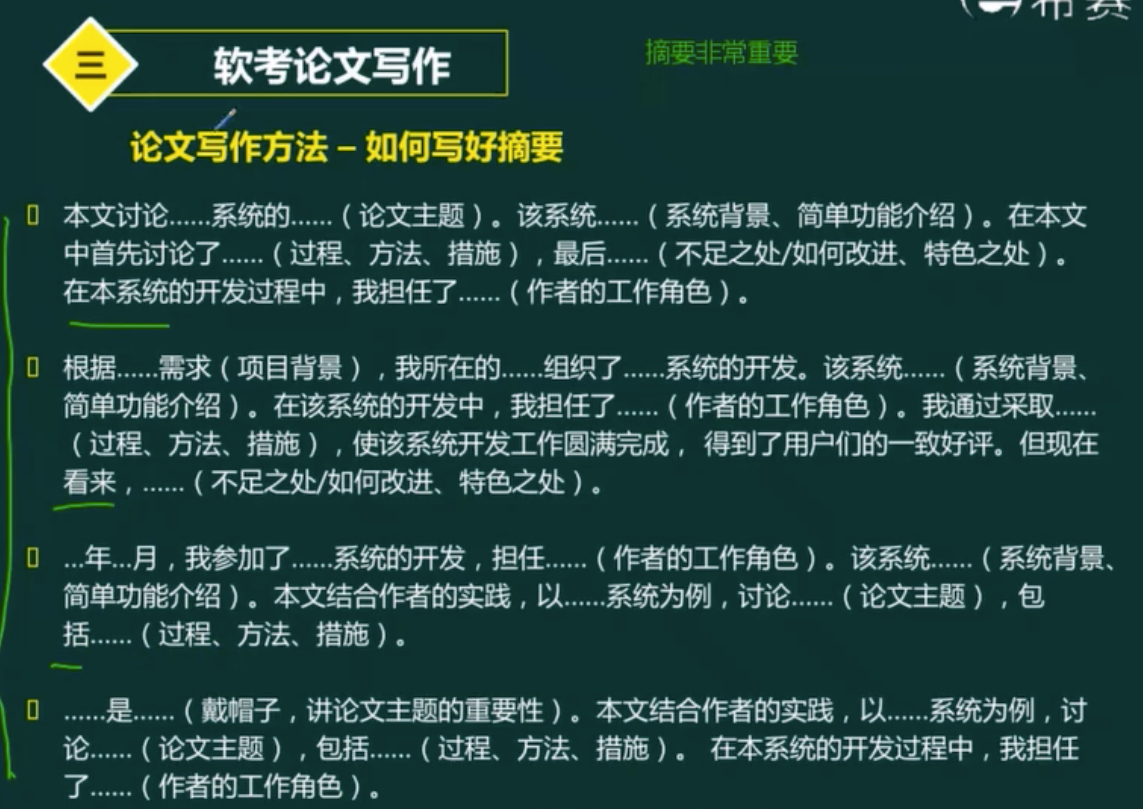 布赛
三
软考论文写作
摘要非常重要
论文写作方法 – 如何写好摘要
本文讨论……系统的……（论文主题）。该系统……（系统背景、简单功能介绍）。在本文
中首先讨论了……（过程、方法、措施），最后……（不足之处/如何改进、特色之处）。
在本系统的开发过程中，我担任了……（作者的工作角色）。
根据……需求（项目背景），我所在的……组织了……系统的开发。该系统……（系统背景、
简单功能介绍）。在该系统的开发中，我担任了……（作者的工作角色）。我通过采取……
（过程、方法、措施），使该系统开发工作圆满完成， 得到了用户们的一致好评。但现在
看来，……（不足之处/如何改进、特色之处）。
…年…月，我参加了……系统的开发，担任……（作者的工作角色）。该系统……（系统背景、
简单功能介绍）。本文结合作者的实践，以……系统为例，讨论……（论文主题），包
括……（过程、方法、措施）。
……是……（戴帽子，讲论文主题的重要性）。本文结合作者的实践，以……系统为例，讨
论……（论文主题），包括……（过程、方法、措施）。 在本系统的开发过程中，我担任
了……（作者的工作角色）。